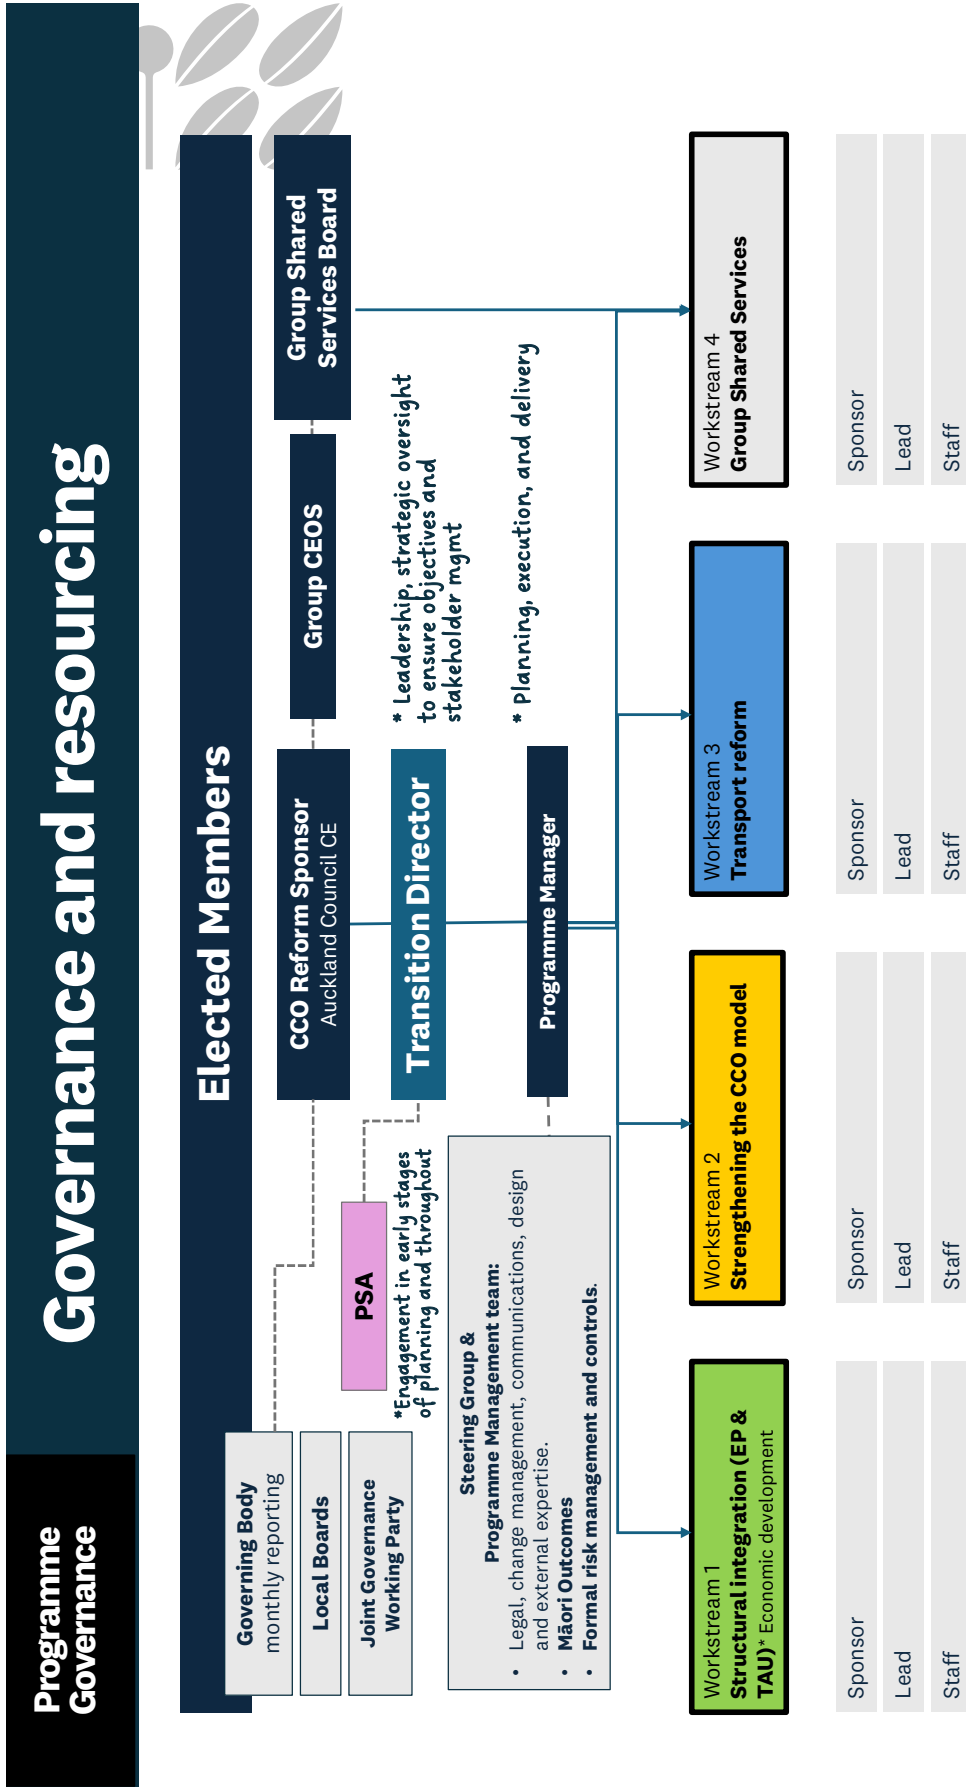 Programme
Governance
Governance and resourcing
Elected Members
Governing Body
monthly reporting
Local Boards
Joint Governance
Working Party
CCO Reform Sponsor
Auckland Council CE
Group CEOS
Group Shared
Services Board
PSA
*Engagement in early stages
of planning and throughout
Transition Director
* Leadership, strategic oversight
to ensure objectives and
stakeholder mgmt
Steering Group &
Programme Management team:
• Legal, change management, communications, design
and external expertise.
• Māori Outcomes
• Formal risk management and controls.
Programme Manager
* Planning, execution, and delivery
Workstream 1
Structural integration (EP &
TAU)* Economic development
Sponsor
Lead
Staff
Workstream 2
Strengthening the CCO model
Sponsor
Lead
Staff
Workstream 3
Transport reform
Sponsor
Lead
Staff
Workstream 4
Group Shared Services
Sponsor
Lead
Staff